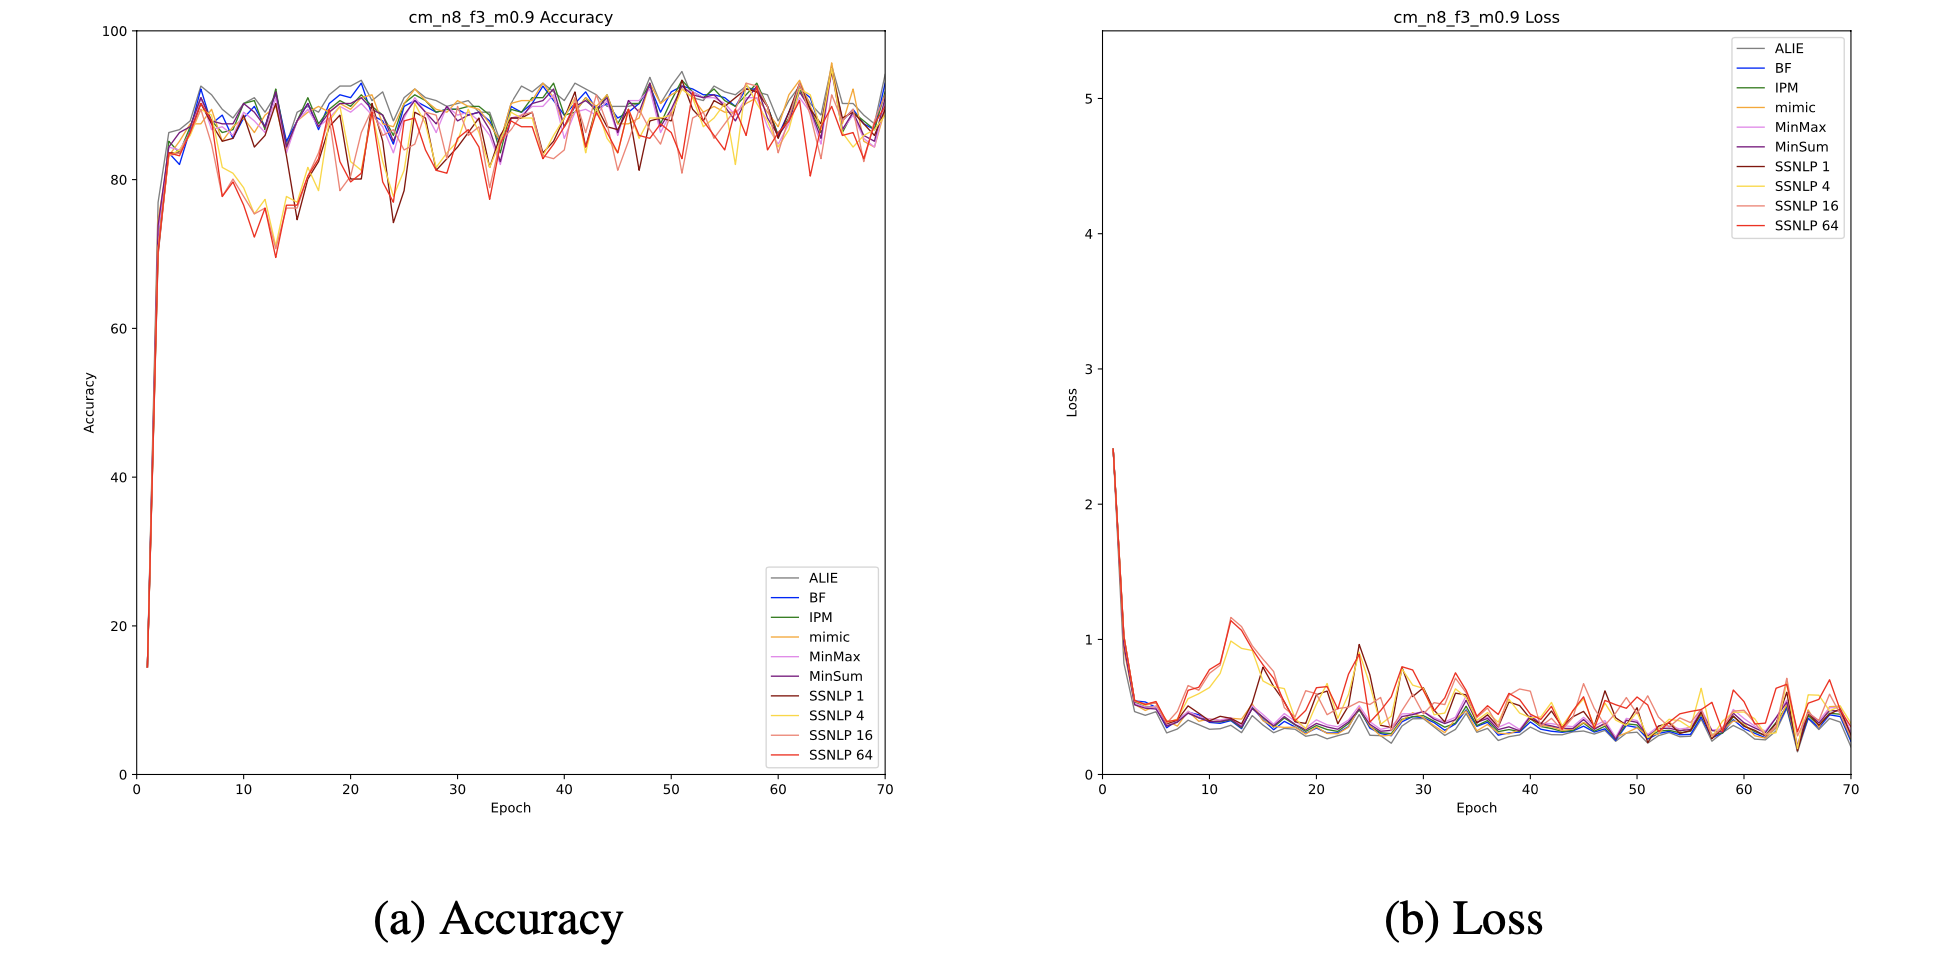 cm_n8_f3_m0.9 Accuracy
100
80
60
40
20
0
Accuracy
0 10 20 30 40 50 60 70
Epoch
ALIE
BF
IPM
mimic
MinMax
MinSum
SSNLP 1
SSNLP 4
SSNLP 16
SSNLP 64
(a) Accuracy
cm_n8_f3_m0.9 Loss
5
4
3
2
1
0
Loss
0 10 20 30 40 50 60 70
Epoch
ALIE
BF
IPM
mimic
MinMax
MinSum
SSNLP 1
SSNLP 4
SSNLP 16
SSNLP 64
(b) Loss